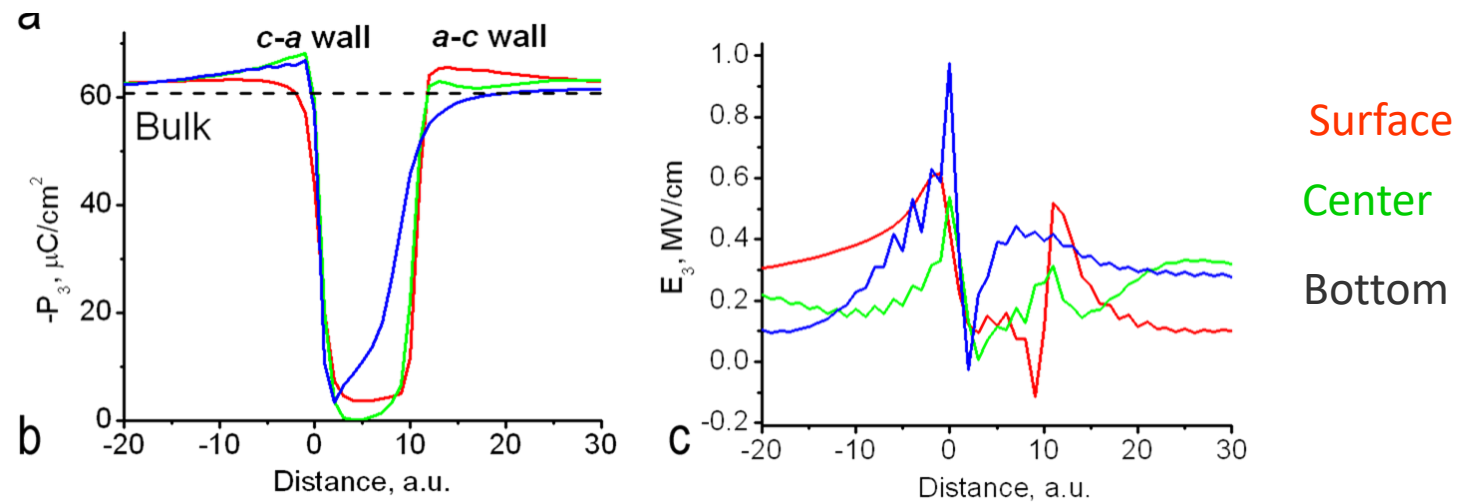 a
c-a wall
a-c wall
Bulk
-P3, μC/cm2
60
40
20
0
-20
-10
0
10
20
30
Distance, a.u.
b
E3, MV/cm
1.0
0.8
0.6
0.4
0.2
0.0
-0.2
-20
-10
0
10
20
30
Distance, a.u.
c
Surface
Center
Bottom